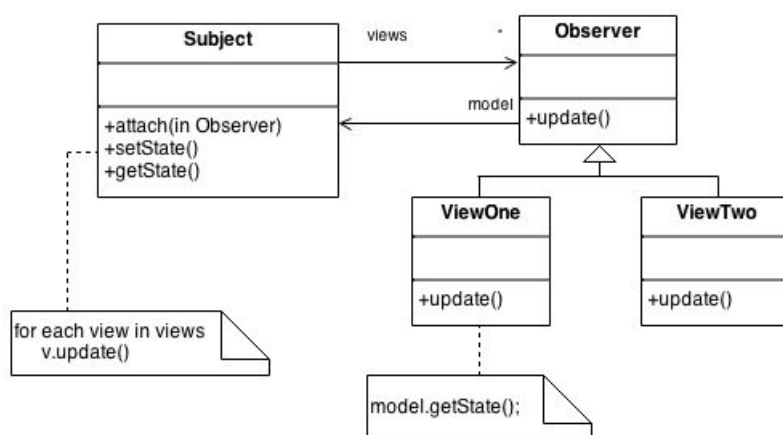 Subject
views
*
Observer
model
+attach(in Observer)
+setState()
+getState()
+update()
ViewOne
ViewTwo
+update()
+update()
for each view in views
v.update()
model.getState();